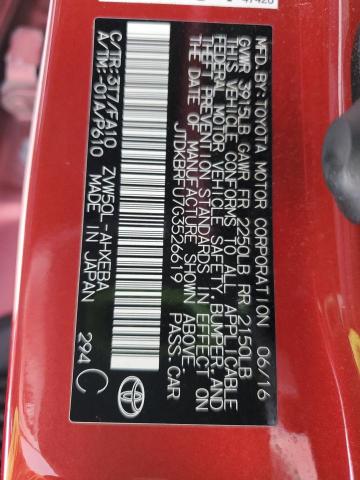 MFD.BY:TOYOTA MOTOR CORPORATION 06/16
GVWR 3915LB GAWR FR 2250LB RR 2150LB
THIS VEHICLE CONFORMS TO ALL APPLICABLE
FEDERAL MOTOR VEHICLE SAFETY, BUMPER, AND
THEFT PREVENTION STANDARDS IN EFFECT ON
THE DATE OF MANUFACTURE SHOWN ABOVE.
JTDKBRFU7G3526619 PASS.CAR
C/TR:3T7/FA10 ZVW50L-AHXEBA
A/TM:-01A/P610 MADE IN JAPAN 294 C